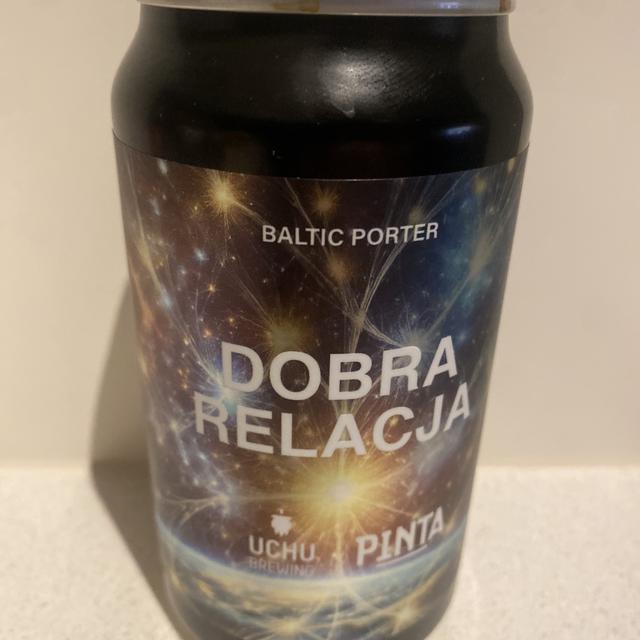 BALTIC PORTER
DOBRA
RELACJA
UCHU × PINTA
BREWING